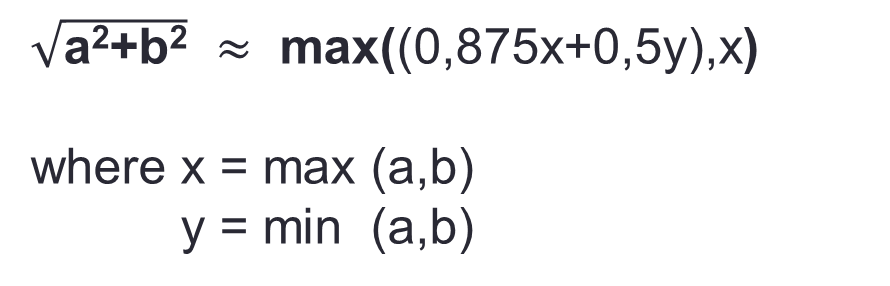 √a²+b² ≈ max((0,875x+0,5y),x)
where x = max (a,b)
y = min (a,b)